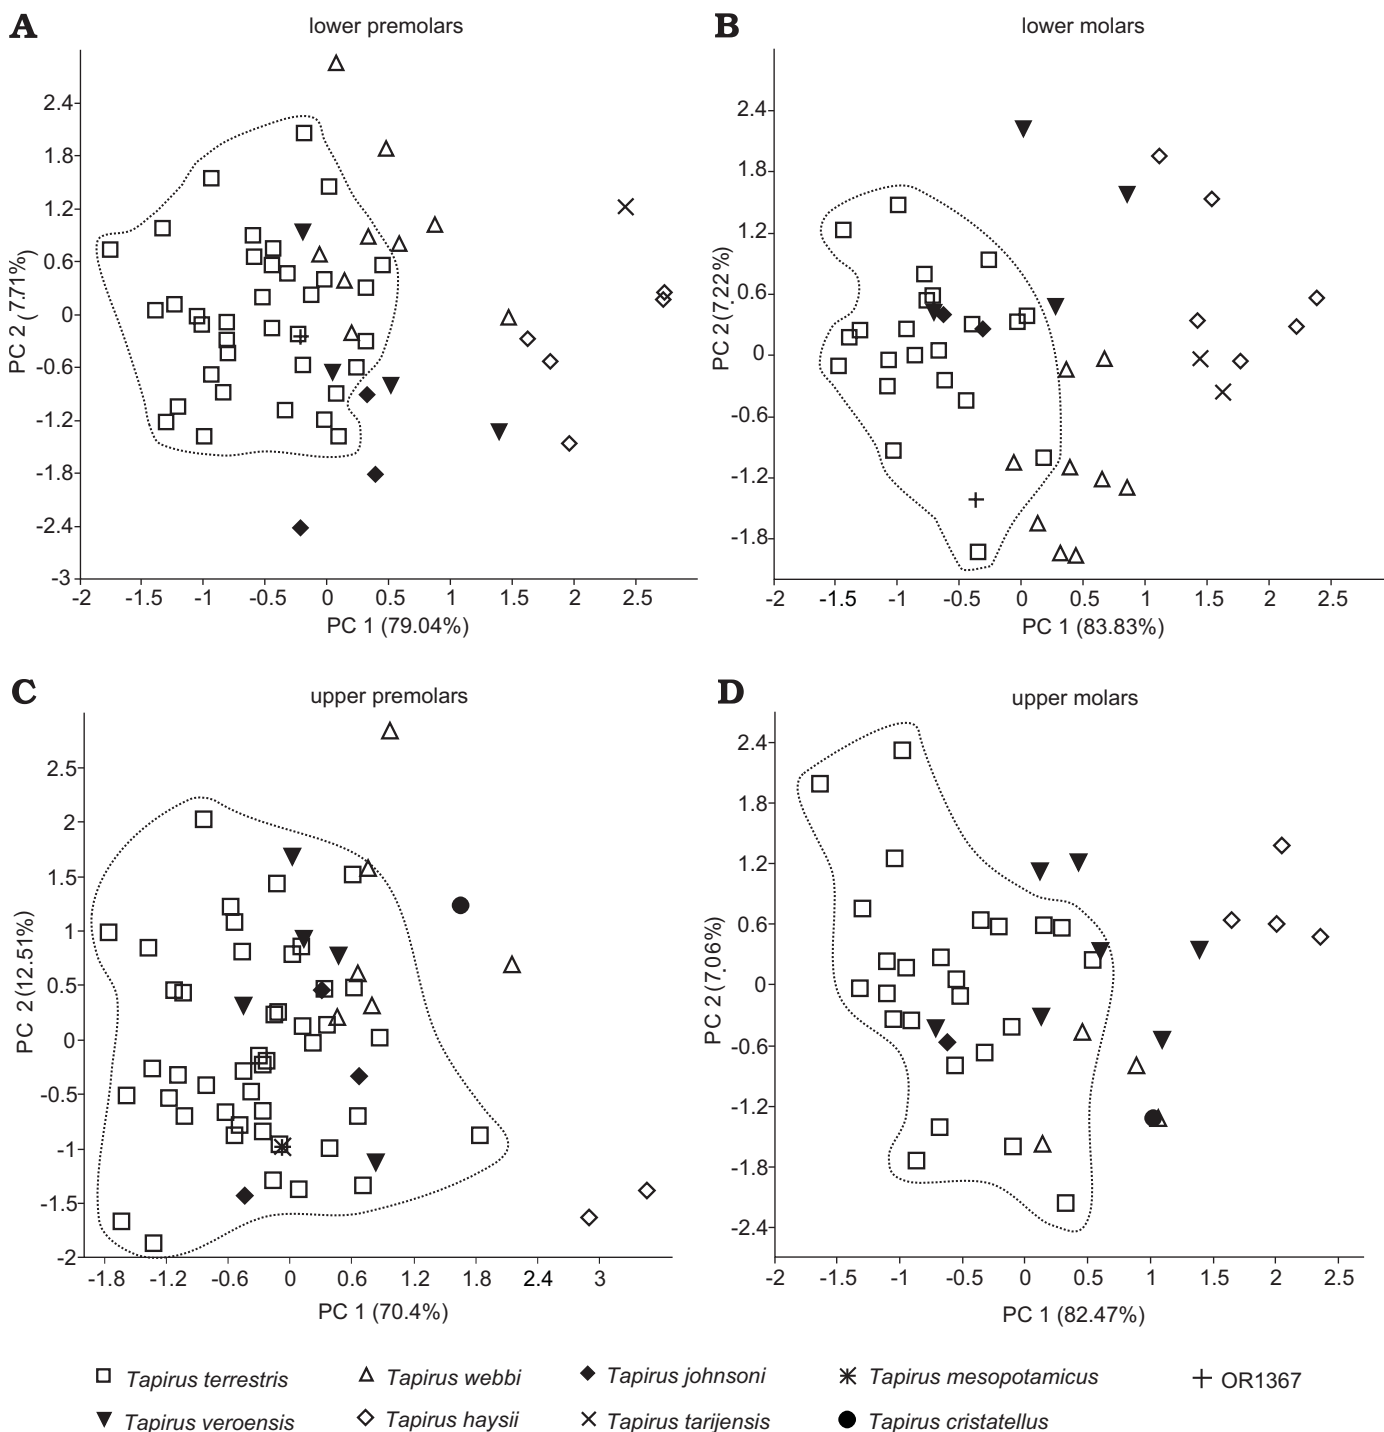 A
lower premolars
2.4
1.8
1.2
0.6
0
-0.6
-1.2
-1.8
-2.4
-3
PC 2 (7.71%)
-2 -1.5 -1 -0.5 0 0.5 1 1.5 2 2.5
PC 1 (79.04%)
B
lower molars
2.4
1.8
1.2
0.6
0
-0.6
-1.2
-1.8
PC 2 (7.22%)
-2 -1.5 -1 -0.5 0 0.5 1 1.5 2 2.5
PC 1 (83.83%)
C
upper premolars
2.5
2
1.5
1
0.5
0
-0.5
-1
-1.5
-2
PC 2 (12.51%)
-1.8 -1.2 -0.6 0 0.6 1.2 1.8 2.4 3
PC 1 (70.4%)
D
upper molars
2.4
1.8
1.2
0.6
0
-0.6
-1.2
-1.8
-2.4
PC 2 (7.06%)
-2 -1.5 -1 -0.5 0 0.5 1 1.5 2 2.5
PC 1 (82.47%)
Tapirus terrestris Tapirus webbi Tapirus johnsoni Tapirus mesopotamicus OR1367
Tapirus veroensis Tapirus haysii Tapirus tarijensis Tapirus cristatellus